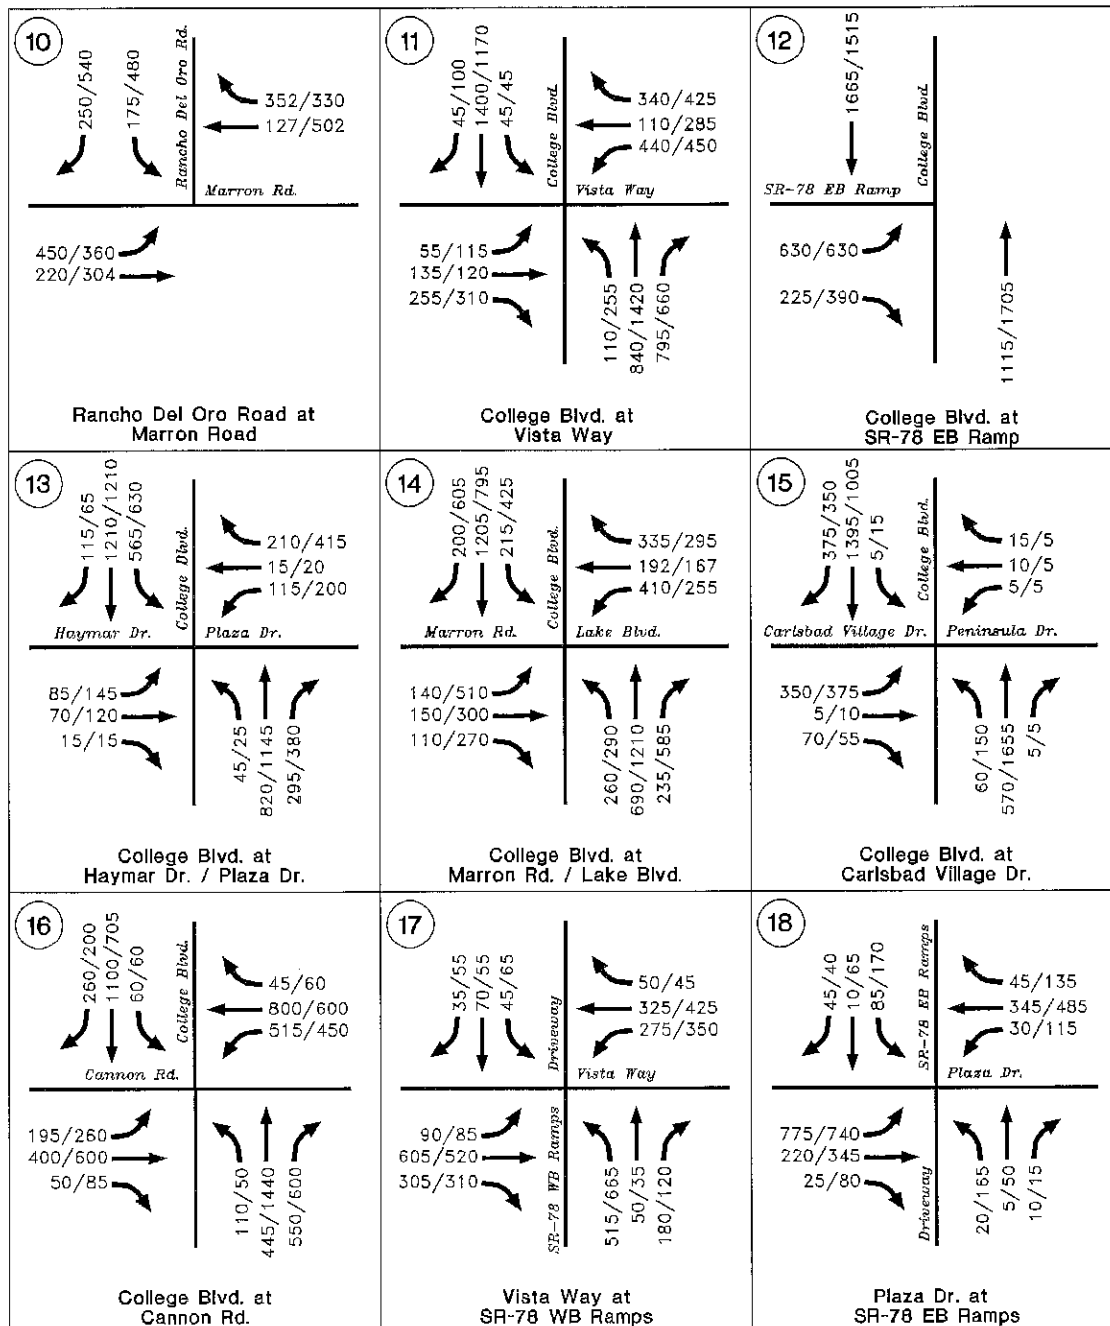 10
250/540
175/480
Rancho Del Oro Rd.
352/330
127/502
Marron Rd.
450/360
220/304
Rancho Del Oro Road at
Marron Road
11
45/100
1400/1170
45/45
College Blvd.
340/425
110/285
440/450
Vista Way
55/115
135/120
255/310
110/255
840/1420
795/660
College Blvd. at
Vista Way
12
1665/1515
College Blvd.
SR-78 EB Ramp
630/630
225/390
1115/1705
College Blvd. at
SR-78 EB Ramp
13
115/65
1210/1210
565/630
College Blvd.
210/415
15/20
115/200
Haymar Dr.
Plaza Dr.
85/145
70/120
15/15
45/25
820/1145
295/380
College Blvd. at
Haymar Dr. / Plaza Dr.
14
200/605
1205/795
215/425
College Blvd.
335/295
192/167
410/255
Marron Rd.
Lake Blvd.
140/510
150/300
110/270
260/290
690/1210
235/585
College Blvd. at
Marron Rd. / Lake Blvd.
15
375/350
1395/1005
5/15
College Blvd.
15/5
10/5
5/5
Carlsbad Village Dr.
Peninsula Dr.
350/375
5/10
70/55
60/150
570/1655
5/5
College Blvd. at
Carlsbad Village Dr.
16
260/200
1100/705
60/60
College Blvd.
45/60
800/600
515/450
Cannon Rd.
195/260
400/600
50/85
110/50
445/1440
550/600
College Blvd. at
Cannon Rd.
17
35/55
70/55
45/65
Driveway
50/45
325/425
275/350
Vista Way
90/85
605/520
305/310
SR-78 WB Ramps
515/665
50/35
180/120
Vista Way at
SR-78 WB Ramps
18
45/40
10/65
85/170
SR-78 EB Ramps
45/135
345/485
30/115
Plaza Dr.
775/740
220/345
25/80
Driveway
20/165
5/50
10/15
Plaza Dr. at
SR-78 EB Ramps